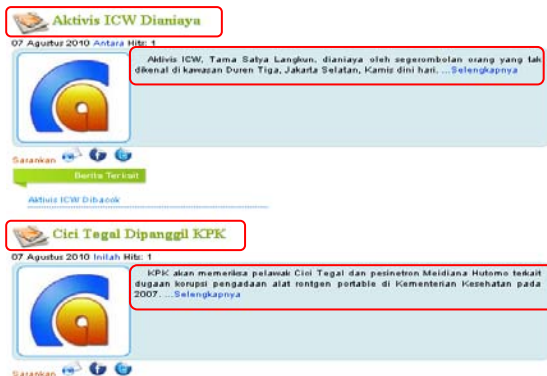 Aktivis ICW Dianiaya
07 Agustus 2010 Antara Hits: 1
Aktivis ICW, Tama Satya Langkun, dianiaya oleh segerombolan orang yang tak
dikenal di kawasan Duren Tiga, Jakarta Selatan, Kamis dini hari. ...Selengkapnya
Sarankan
Berita Terkait
Aktivis ICW Dibacok
Cici Tegal Dipanggil KPK
07 Agustus 2010 Inilah Hits: 1
KPK akan memeriksa pelawak Cici Tegal dan pesinetron Meidiana Hutomo terkait
dugaan korupsi pengadaan alat rontgen portable di Kementerian Kesehatan pada
2007. ...Selengkapnya
Sarankan